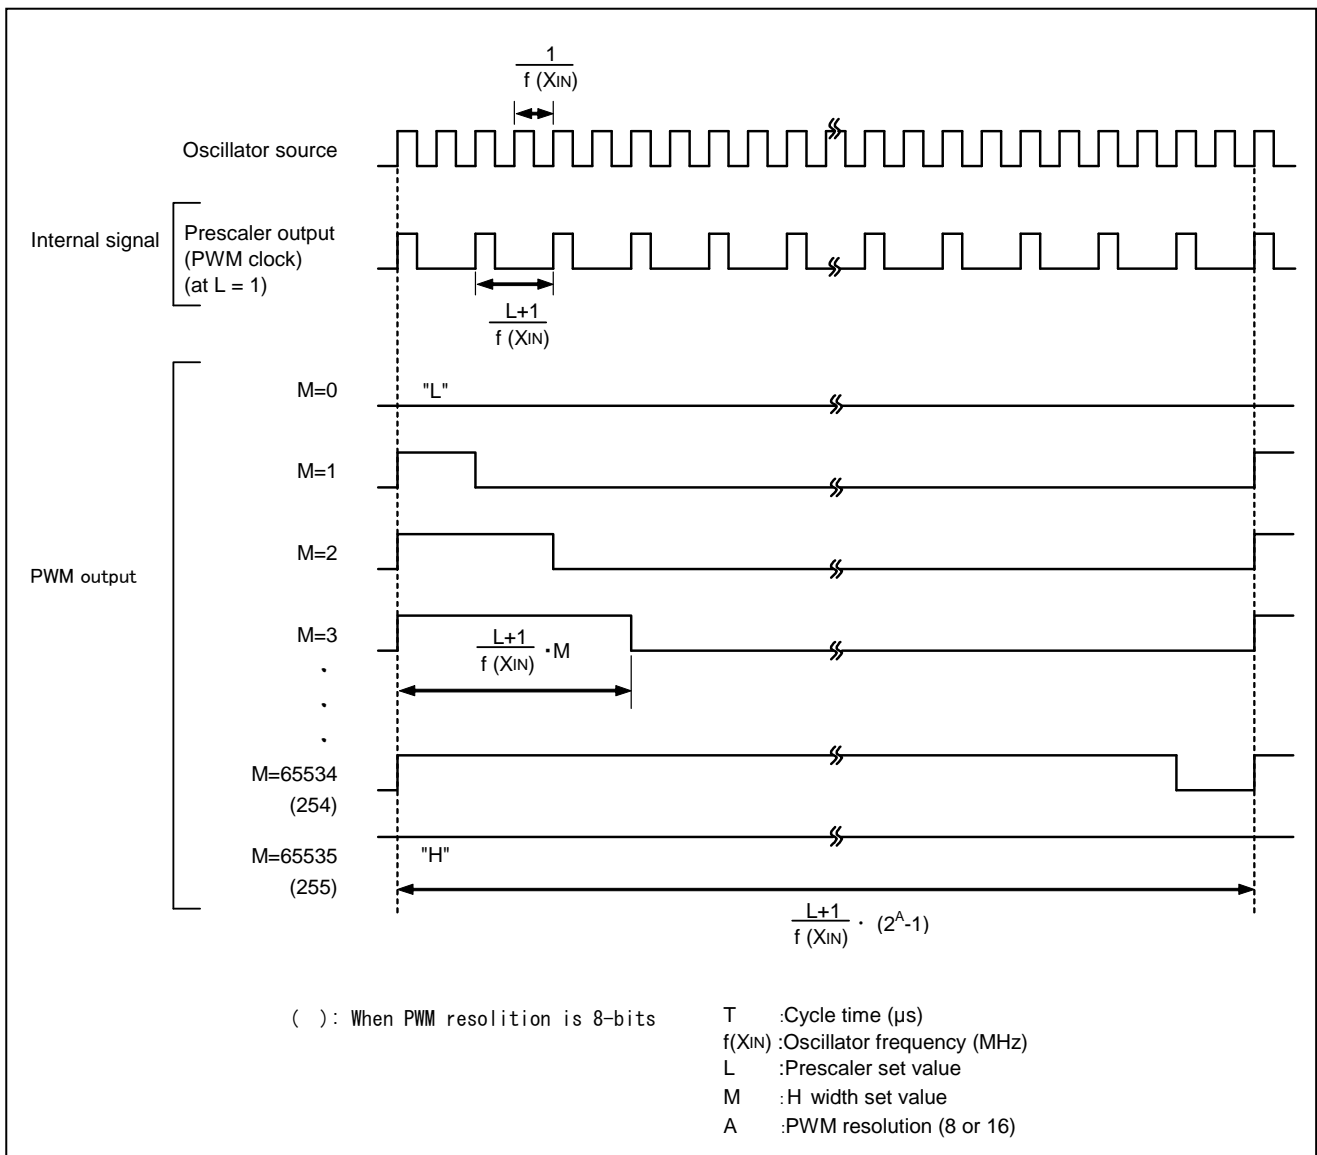 1
f (XIN)
Oscillator source
Internal signal
Prescaler output
(PWM clock)
(at L = 1)
L+1
f (XIN)
PWM output
M=0
"L"
M=1
M=2
M=3
L+1
f (XIN)
·M
M=65534
(254)
M=65535
(255)
"H"
L+1
f (XIN)
· (2^A-1)
( ): When PWM resolition is 8-bits
T :Cycle time (µs)
f(XIN) :Oscillator frequency (MHz)
L :Prescaler set value
M :H width set value
A :PWM resolution (8 or 16)